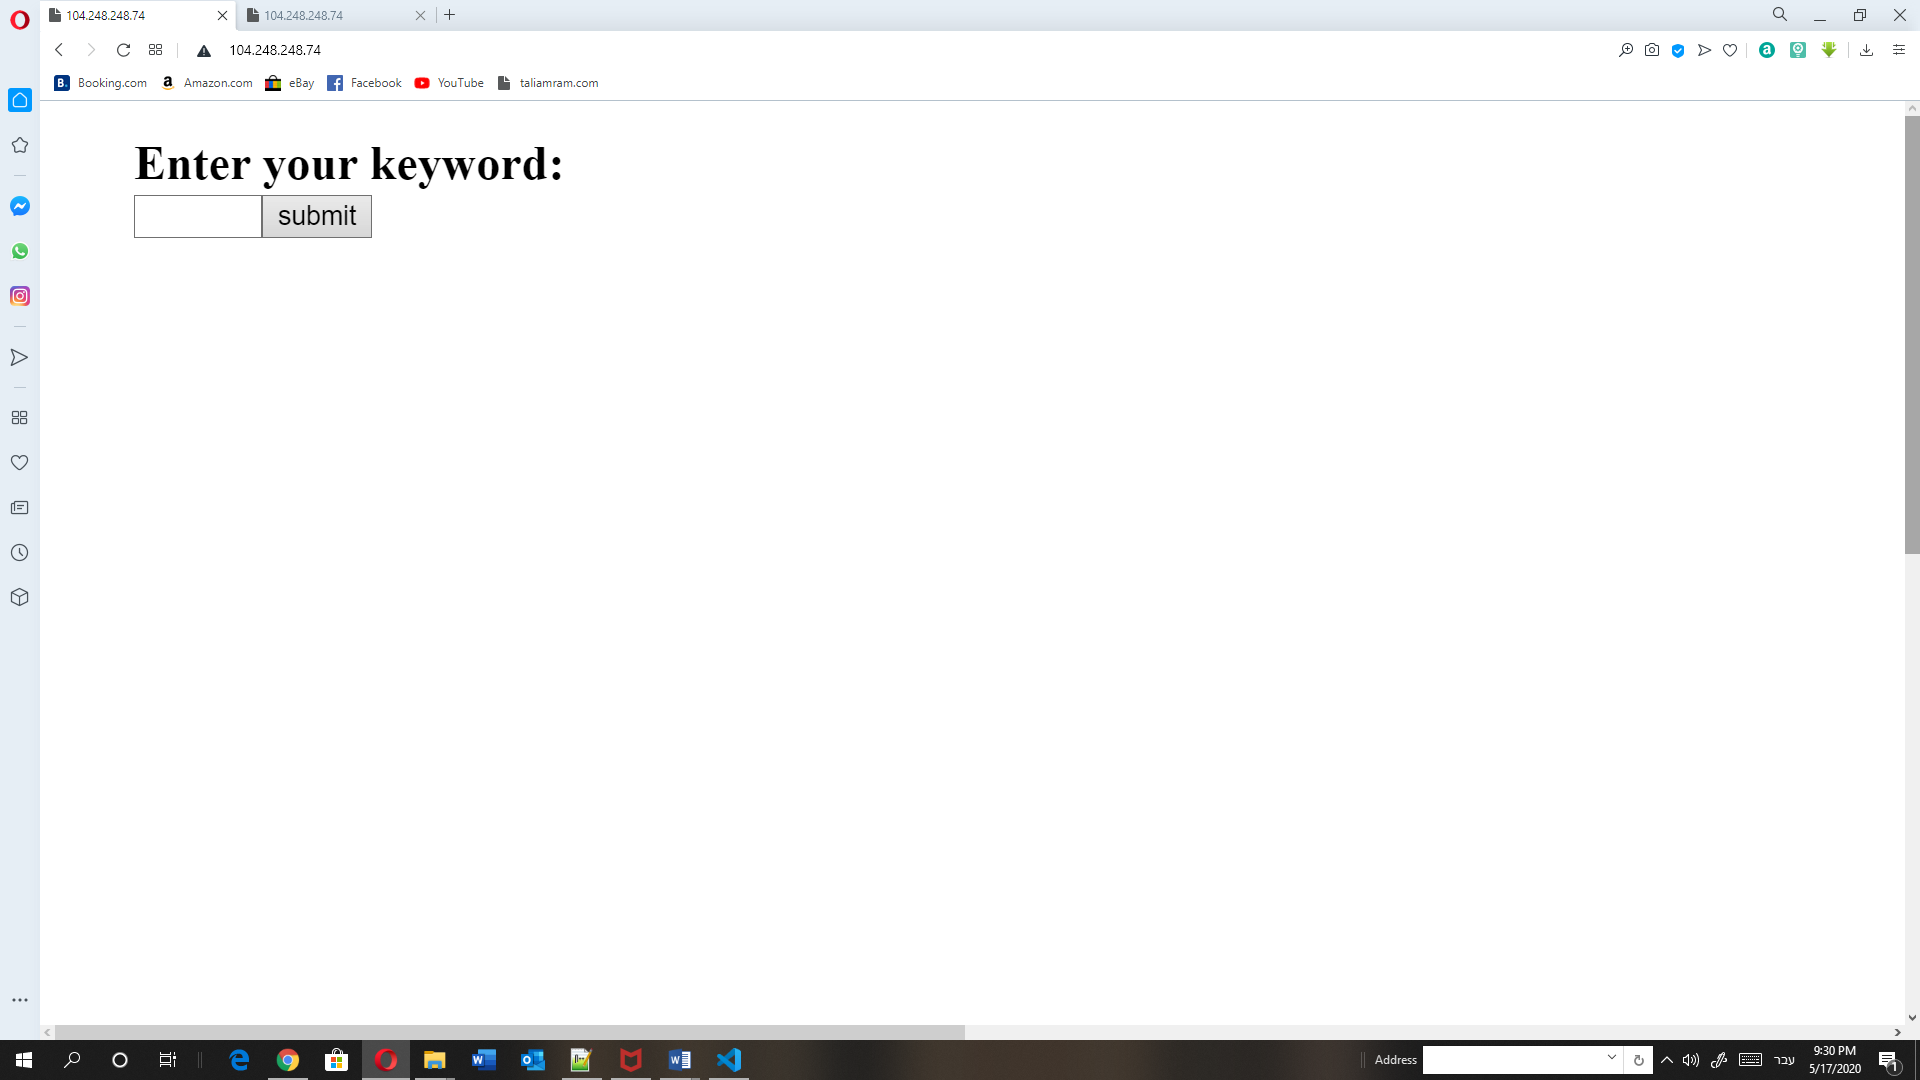 104.248.248.74
104.248.248.74
104.248.248.74
Booking.com
Amazon.com
eBay
Facebook
YouTube
taliamram.com
Enter your keyword:
submit
Address
עבר
9:30 PM
5/17/2020
1